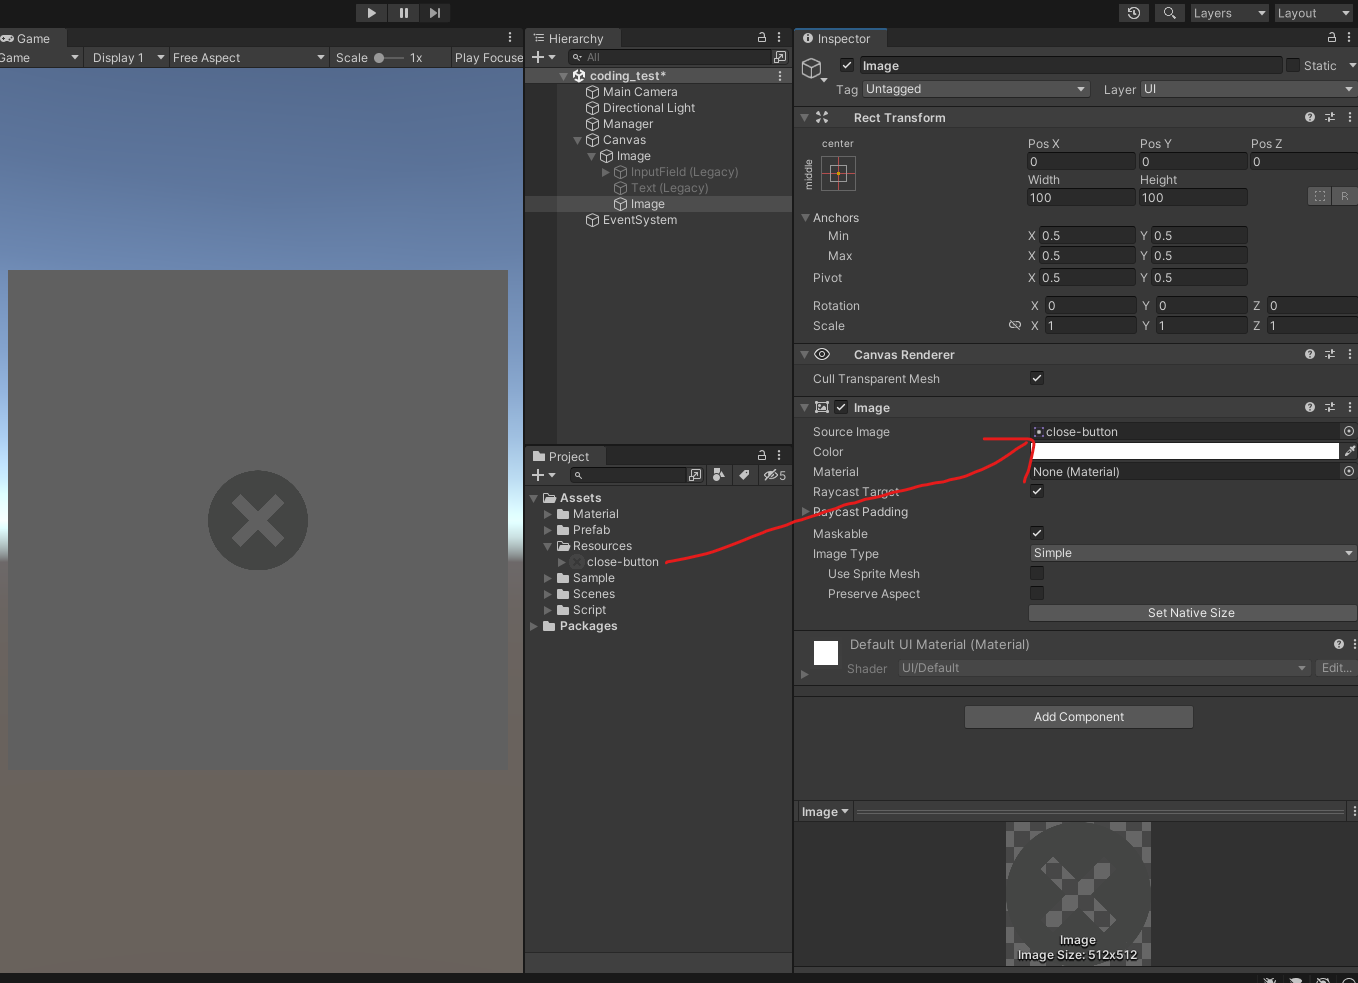 Layers
Layout
Game
Game
Display 1
Free Aspect
Scale
1x
Play Focuse
Hierarchy
All
coding_test*
Main Camera
Directional Light
Manager
Canvas
Image
InputField (Legacy)
Text (Legacy)
Image
EventSystem
Project
5
Assets
Material
Prefab
Resources
close-button
Sample
Scenes
Script
Packages
Inspector
Image
Static
Tag Untagged
Layer UI
Rect Transform
center
middle
Pos X Pos Y Pos Z
0 0 0
Width Height
100 100
R
Anchors
Min X 0.5 Y 0.5
Max X 0.5 Y 0.5
Pivot X 0.5 Y 0.5
Rotation X 0 Y 0 Z 0
Scale X 1 Y 1 Z 1
Canvas Renderer
Cull Transparent Mesh
Image
Source Image close-button
Color
Material None (Material)
Raycast Target
Raycast Padding
Maskable
Image Type Simple
Use Sprite Mesh
Preserve Aspect
Set Native Size
Default UI Material (Material)
Shader UI/Default Edit...
Add Component
Image
Image
Image Size: 512x512